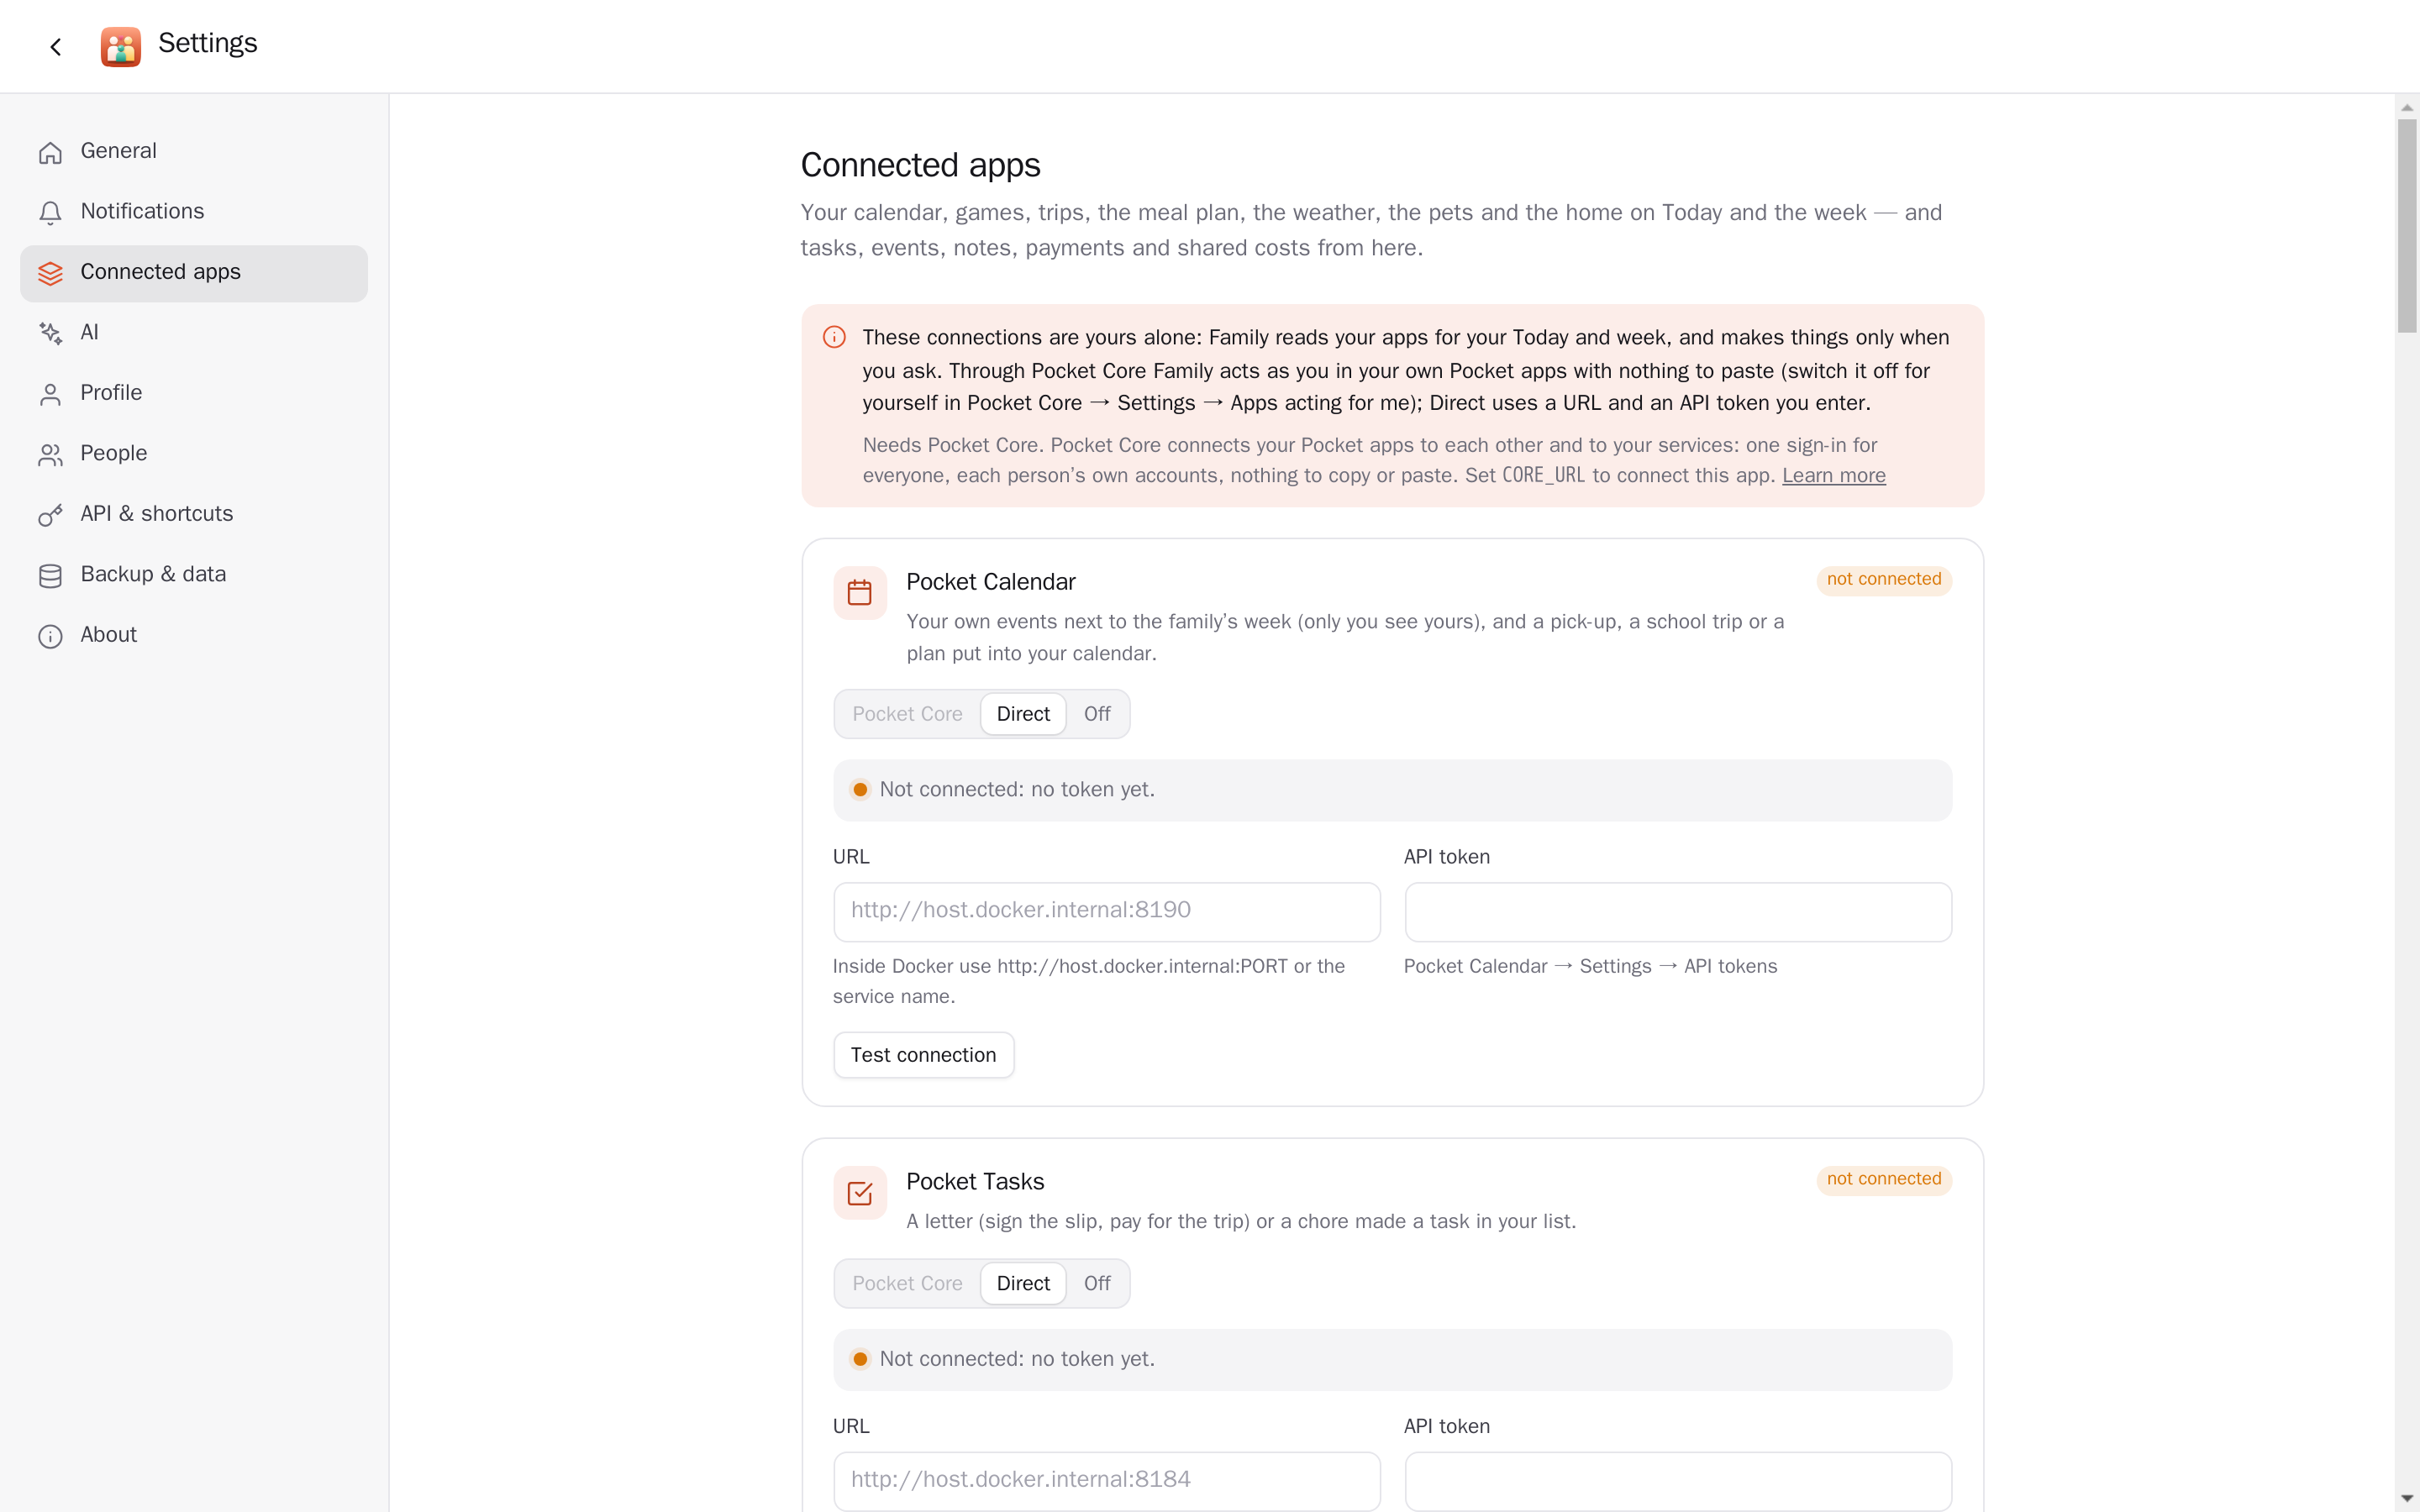 Settings
General
Notifications
Connected apps
AI
Profile
People
API & shortcuts
Backup & data
About
Connected apps
Your calendar, games, trips, the meal plan, the weather, the pets and the home on Today and the week — and
tasks, events, notes, payments and shared costs from here.
These connections are yours alone: Family reads your apps for your Today and week, and makes things only when
you ask. Through Pocket Core Family acts as you in your own Pocket apps with nothing to paste (switch it off for
yourself in Pocket Core → Settings → Apps acting for me); Direct uses a URL and an API token you enter.
Needs Pocket Core. Pocket Core connects your Pocket apps to each other and to your services: one sign-in for
everyone, each person’s own accounts, nothing to copy or paste. Set CORE_URL to connect this app. Learn more
Pocket Calendar
not connected
Your own events next to the family’s week (only you see yours), and a pick-up, a school trip or a
plan put into your calendar.
Pocket Core Direct Off
Not connected: no token yet.
URL
API token
http://host.docker.internal:8190
Inside Docker use http://host.docker.internal:PORT or the
service name.
Pocket Calendar → Settings → API tokens
Test connection
Pocket Tasks
not connected
A letter (sign the slip, pay for the trip) or a chore made a task in your list.
Pocket Core Direct Off
Not connected: no token yet.
URL
API token
http://host.docker.internal:8184